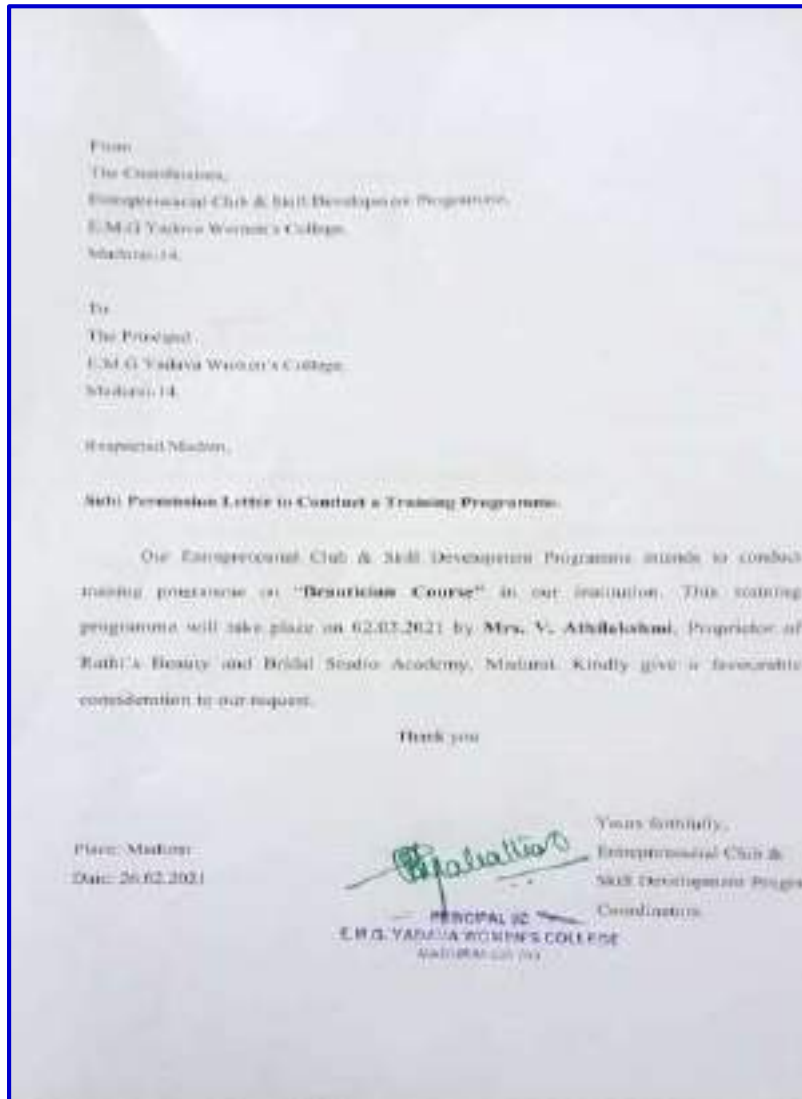 From
The Coordinators,
Entrepreneurial Club & Skill Development Programme,
E.M.G Yadava Women's College,
Madurai-14.
To
The Principal
E.M.G Yadava Women's College,
Madurai-14.
Respected Madam,
Sub: Permission Letter to Conduct a Training Programme.
Our Entrepreneurial Club & Skill Development Programme intends to conduct
training programme on "Beautician Course" in our institution. This training
programme will take place on 02.03.2021 by Mrs. V. Athilakshmi, Proprietor of
Rathi's Beauty and Bridal Studio Academy, Madurai. Kindly give a favourable
consideration to our request.
Thank you
Yours faithfully,
Place: Madurai
Entrepreneurial Club &
Date: 26.02.2021
Skill Development Progra
Coordinators
PRINCIPAL I/C
E.M.G. YADAVA WOMEN'S COLLEGE